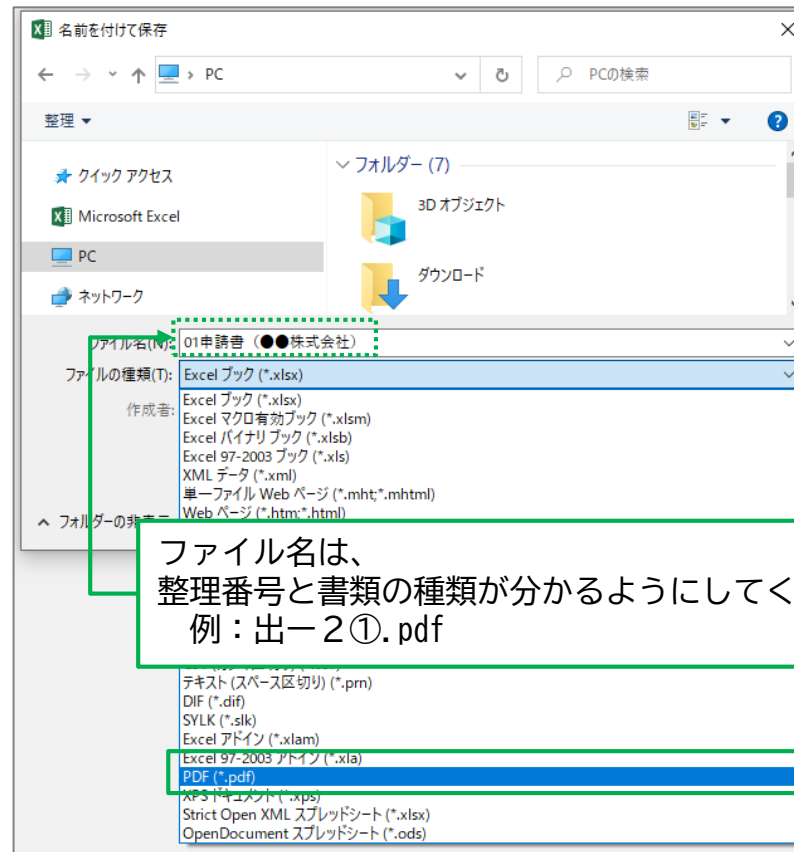 名前を付けて保存
PC
PCの検索
整理
クイック アクセス
Microsoft Excel
PC
ネットワーク
フォルダー (7)
3D オブジェクト
ダウンロード
ファイル名(N):
01申請書（●●株式会社）
ファイルの種類(T):
Excel ブック (*.xlsx)
作成者:
Excel ブック (*.xlsx)
Excel マクロ有効ブック (*.xlsm)
Excel バイナリ ブック (*.xlsb)
Excel 97-2003 ブック (*.xls)
XML データ (*.xml)
単一ファイル Web ページ (*.mht;*.mhtml)
Web ページ (*.htm;*.html)
フォルダーの非表示
ファイル名は、
整理番号と書類の種類が分かるようにしてく
例：出ー２①.pdf
テキスト (スペース区切り) (*.prn)
DIF (*.dif)
SYLK (*.slk)
Excel アドイン (*.xlam)
Excel 97-2003 アドイン (*.xla)
PDF (*.pdf)
XPS ドキュメント (*.xps)
Strict Open XML スプレッドシート (*.xlsx)
OpenDocument スプレッドシート (*.ods)